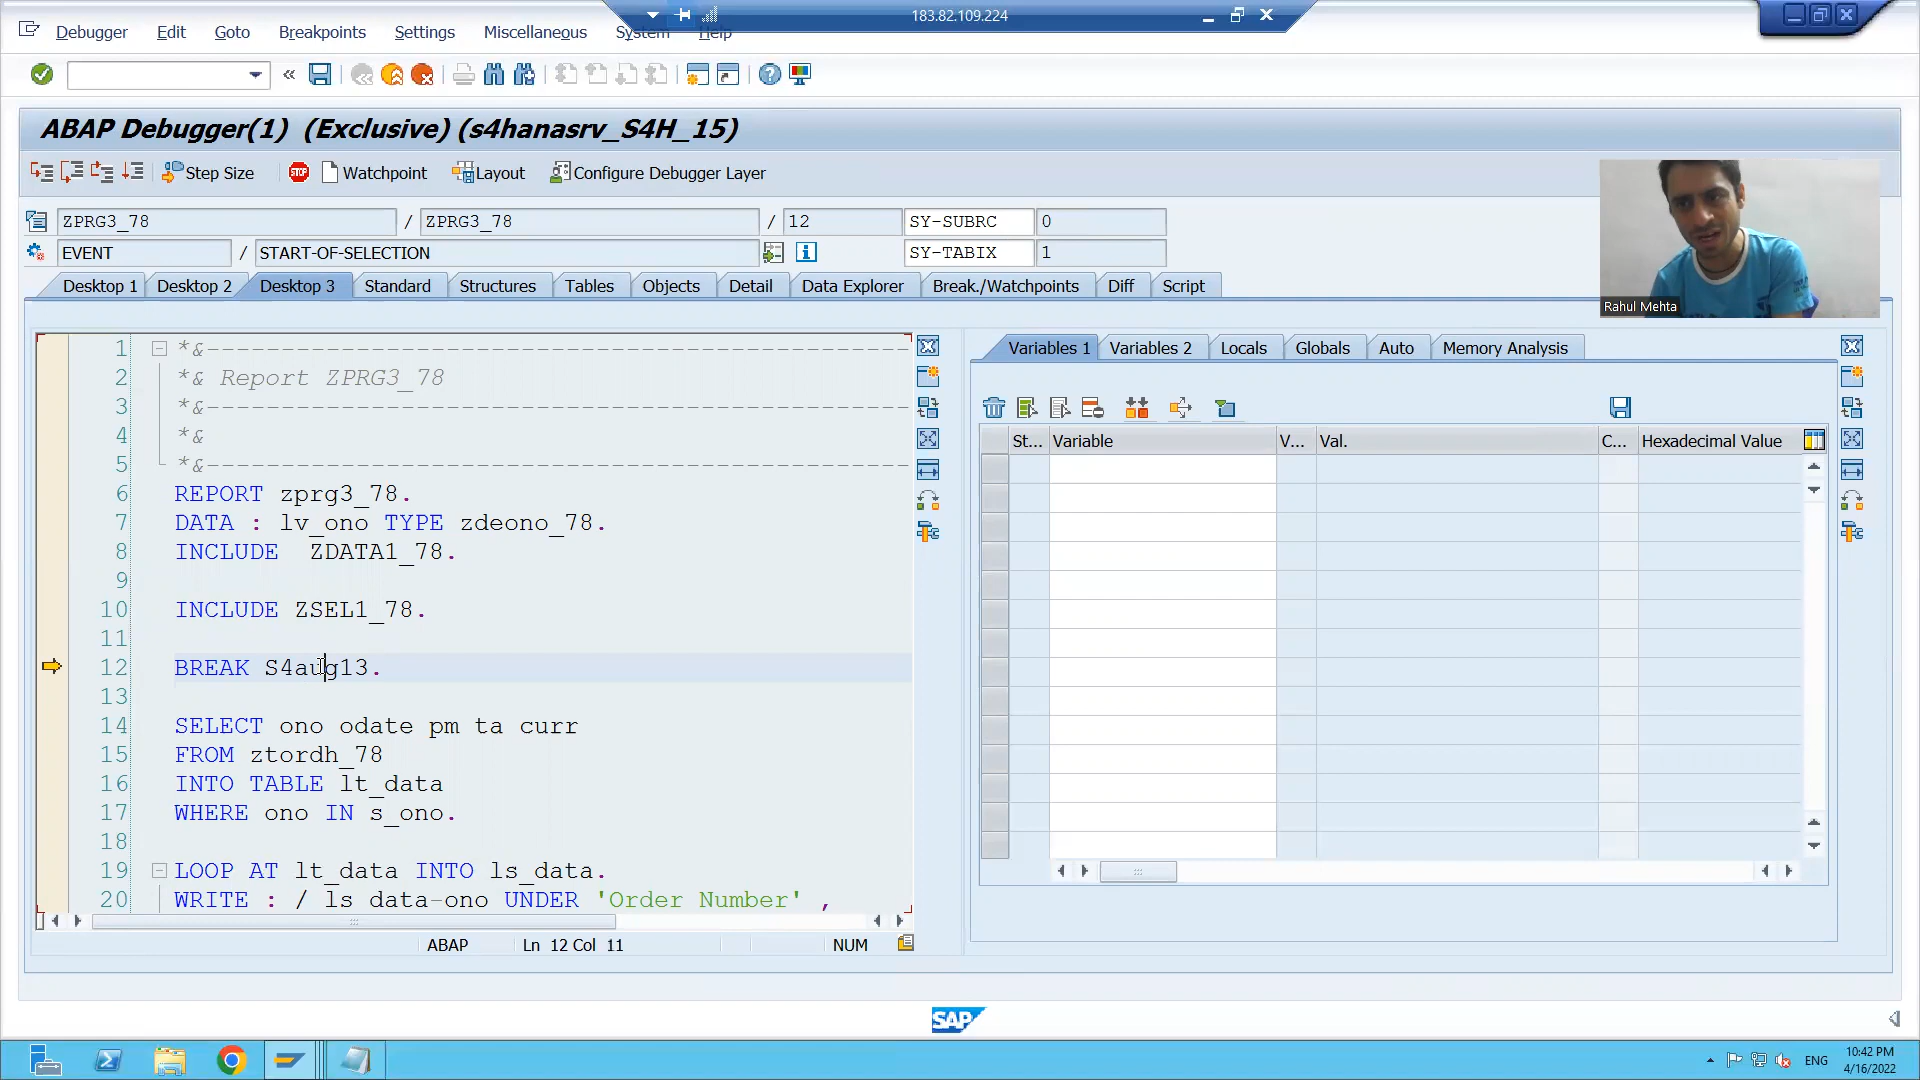 183.82.109.224
Debugger Edit Goto Breakpoints Settings Miscellaneous System Help
ABAP Debugger(1) (Exclusive) (s4hanasrv_S4H_15)
Step Size STOP Watchpoint Layout Configure Debugger Layer
ZPRG3_78 / ZPRG3_78 / 12 SY-SUBRC 0
EVENT / START-OF-SELECTION SY-TABIX 1
Rahul Mehta
Desktop 1 Desktop 2 Desktop 3 Standard Structures Tables Objects Detail Data Explorer Break./Watchpoints Diff Script
Variables 1 Variables 2 Locals Globals Auto Memory Analysis
St... Variable V... Val. C... Hexadecimal Value
1 *&---------------------------------------------------
2 *& Report ZPRG3_78
3 *&---------------------------------------------------
4 *&
5 *&---------------------------------------------------
6 REPORT zprg3_78.
7 DATA : lv_ono TYPE zdeono_78.
8 INCLUDE ZDATA1_78.
9
10 INCLUDE ZSEL1_78.
11
12 BREAK S4aug13.
13
14 SELECT ono odate pm ta curr
15 FROM ztordh_78
16 INTO TABLE lt_data
17 WHERE ono IN s_ono.
18
19 LOOP AT lt_data INTO ls_data.
20 WRITE : / ls_data-ono UNDER 'Order Number' ,
ABAP Ln 12 Col 11 NUM
SAP
ENG
10:42 PM
4/16/2022